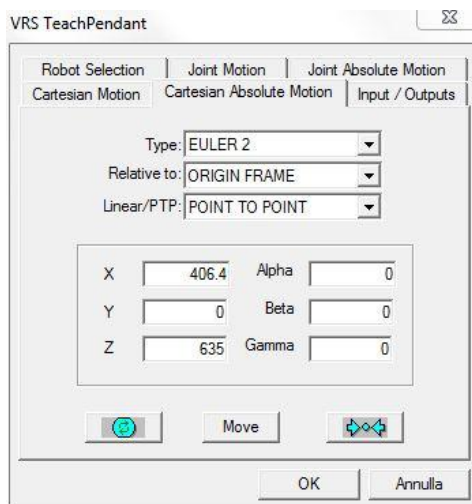 VRS TeachPendant
Robot Selection Joint Motion Joint Absolute Motion
Cartesian Motion Cartesian Absolute Motion Input / Outputs
Type: EULER 2
Relative to: ORIGIN FRAME
Linear/PTP: POINT TO POINT
X 406.4 Alpha 0
Y 0 Beta 0
Z 635 Gamma 0
Move
OK Annulla